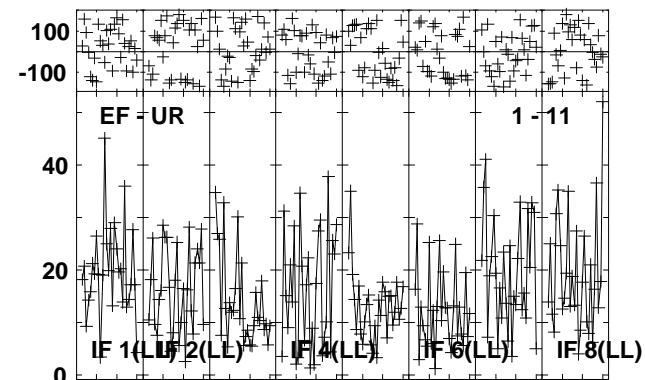 100
-100
EF - UR 1 - 11
40
20
IF 1(LL) IF 2(LL) IF 4(LL) IF 6(LL) IF 8(LL)
0